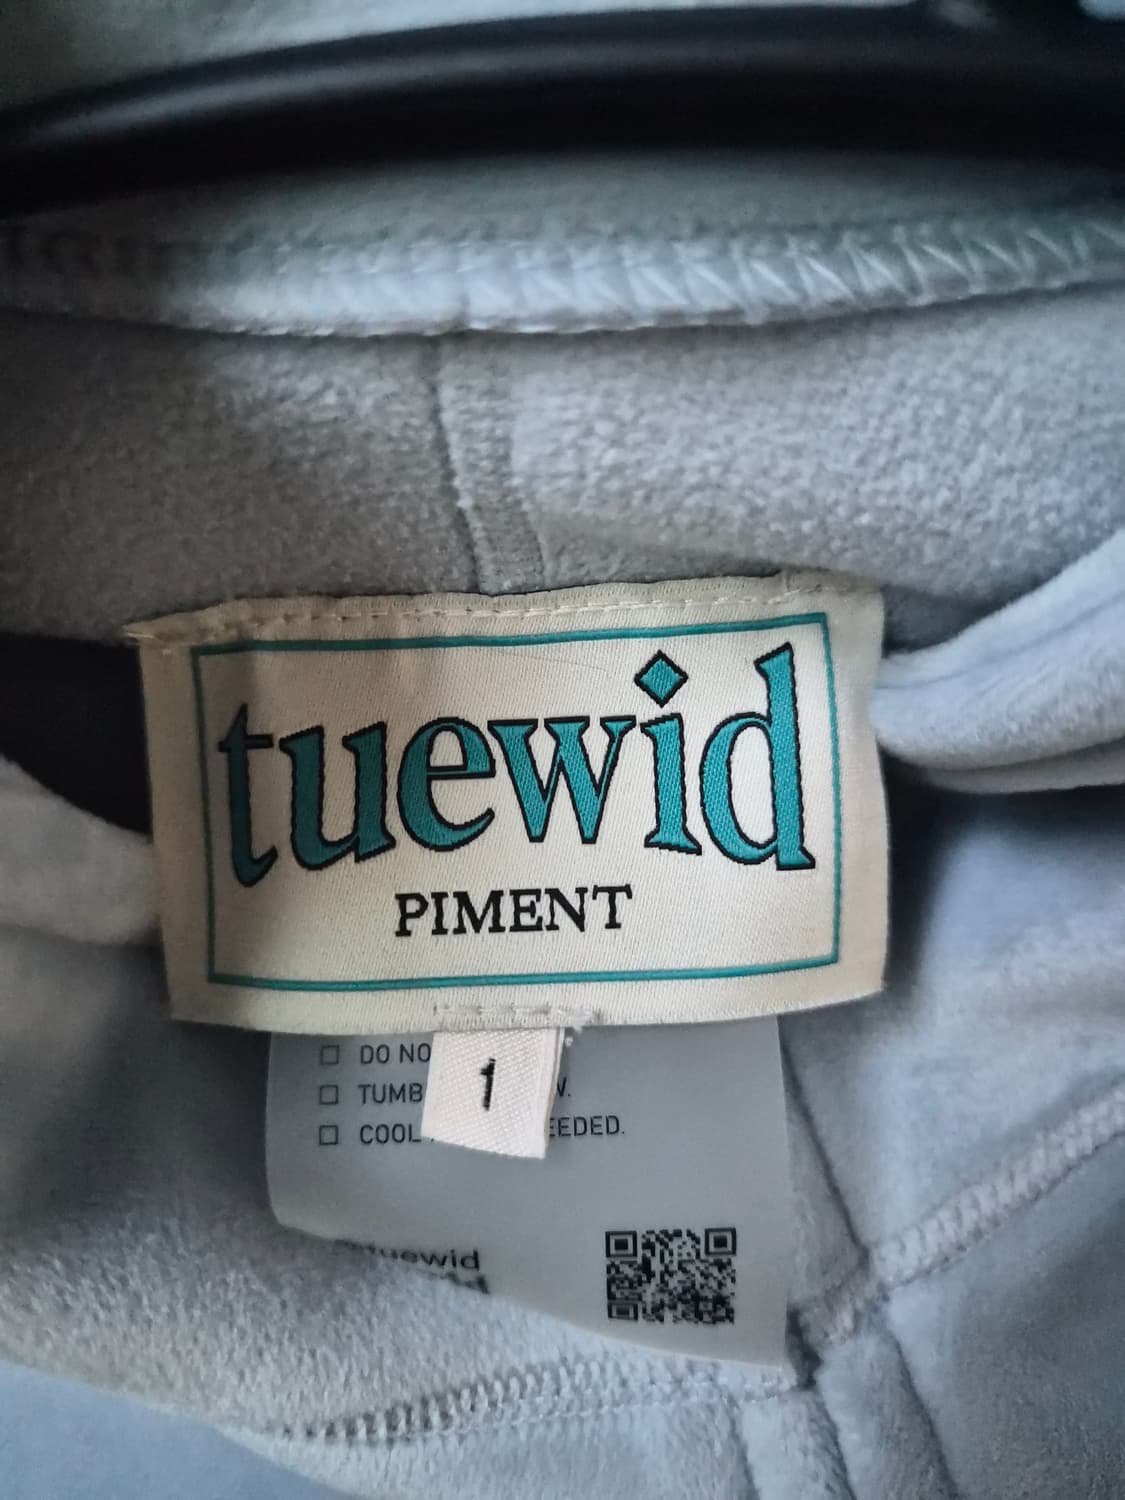 tuewid
PIMENT
1
DO NO
TUMB W.
COOL EEDED.
tuewid